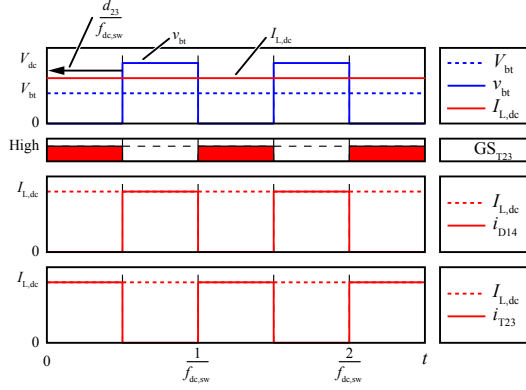 d23
fdc,sw
vbt
IL,dc
Vdc
Vbt
0
Vbt
vbt
IL,dc
High
GST23
IL,dc
0
IL,dc
iD14
IL,dc
0
IL,dc
iT23
0
1
fdc,sw
2
fdc,sw
t